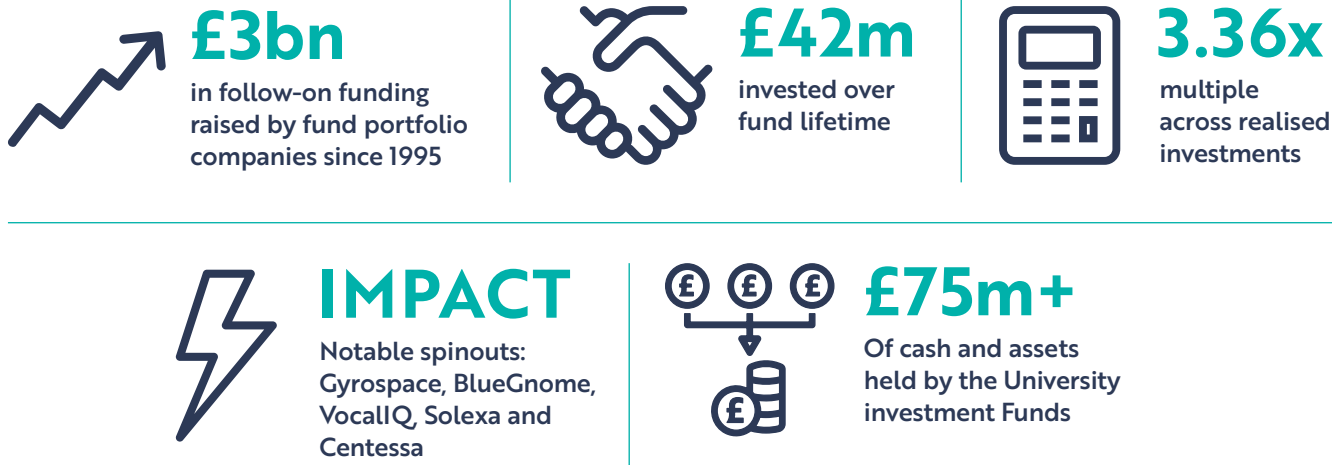 £3bn
in follow-on funding
raised by fund portfolio
companies since 1995
£42m
invested over
fund lifetime
3.36x
multiple
across realised
investments
IMPACT
Notable spinouts:
Gyrospace, BlueGnome,
VocalIQ, Solexa and
Centessa
£ £ £
£
£75m+
Of cash and assets
held by the University
investment Funds